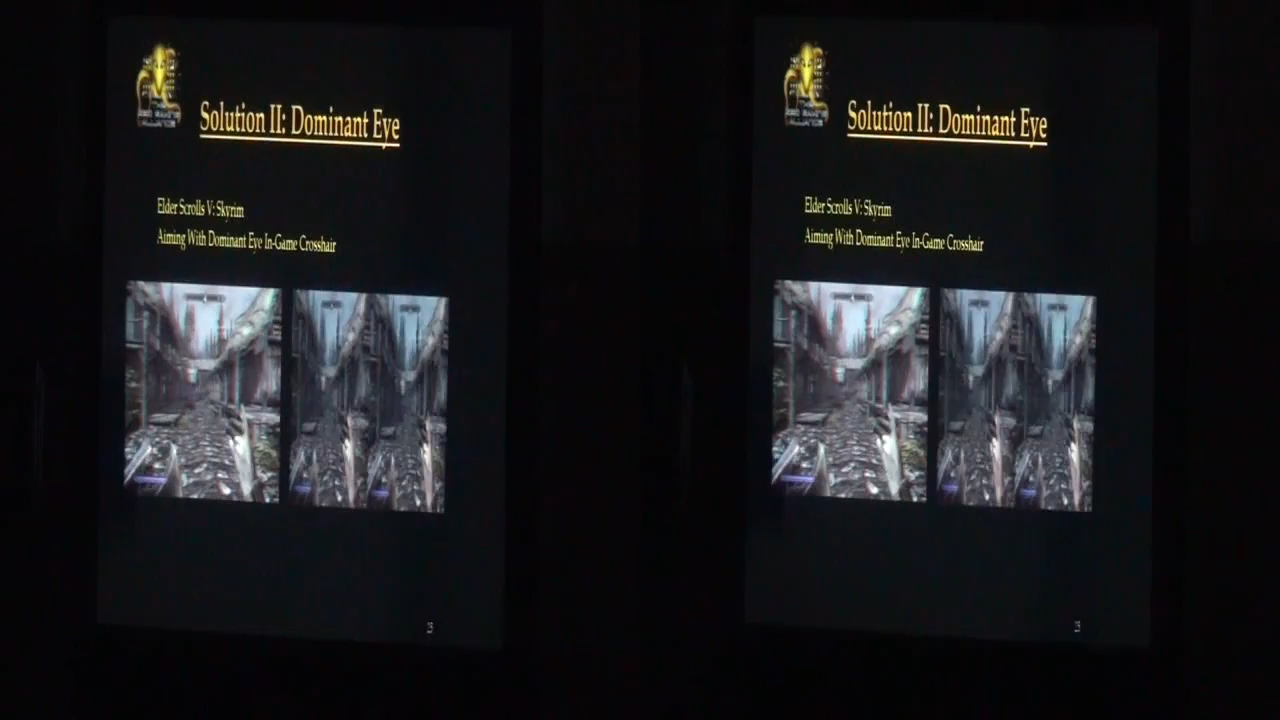 Solution II: Dominant Eye
Elder Scrolls V: Skyrim
Aiming With Dominant Eye In-Game Crosshair
Solution II: Dominant Eye
Elder Scrolls V: Skyrim
Aiming With Dominant Eye In-Game Crosshair